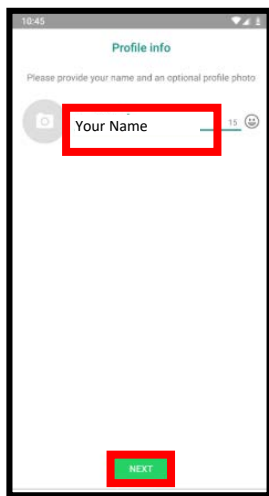 10:45
Profile info
Please provide your name and an optional profile photo
Your Name
15
NEXT